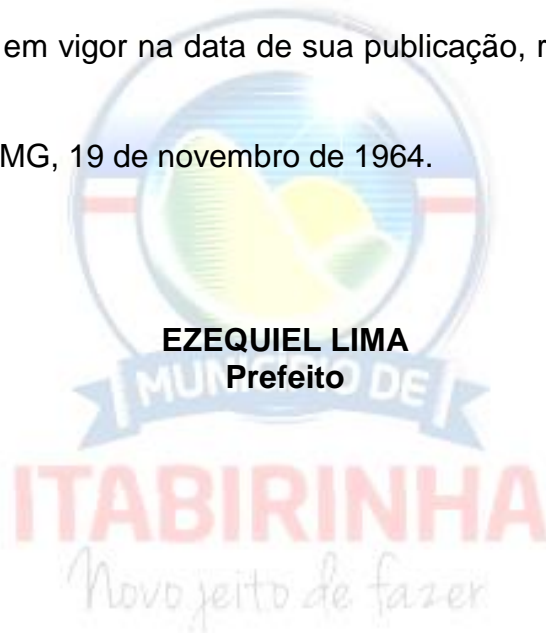 em vigor na data de sua publicação, r
MG, 19 de novembro de 1964.
EZEQUIEL LIMA
Prefeito
MUNICÍPIO DE
ITABIRINHA
Novo jeito de fazer